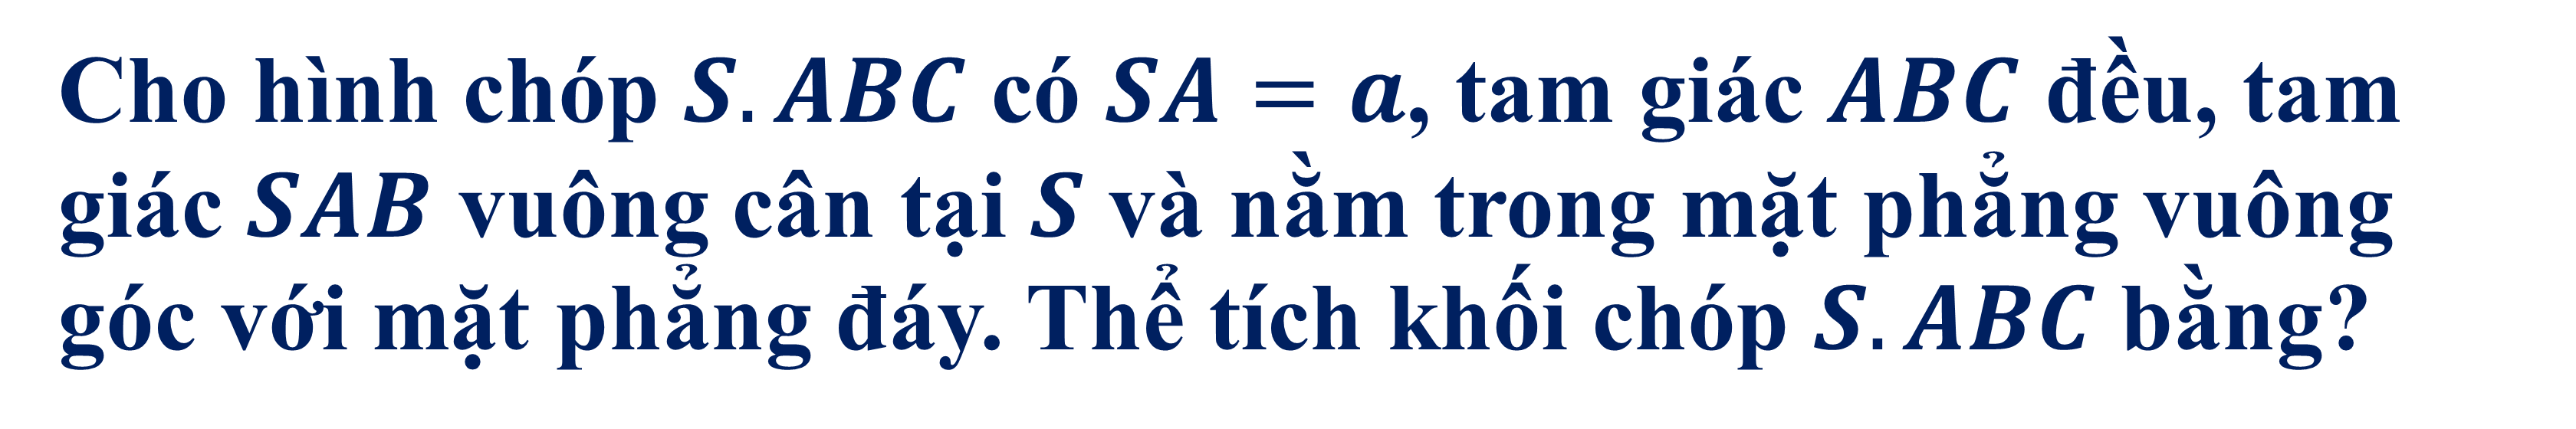 Cho hình chóp S.ABC có SA = a, tam giác ABC đều, tam
giác SAB vuông cân tại S và nằm trong mặt phẳng vuông
góc với mặt phẳng đáy. Thể tích khối chóp S.ABC bằng?